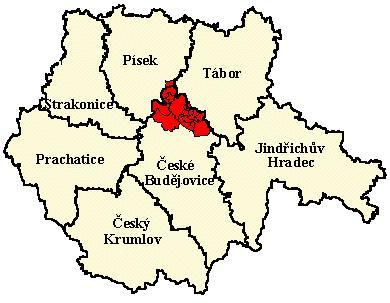 Písek
Tábor
Strakonice
Prachatice
České
Budějovice
Jindřichův
Hradec
Český
Krumlov